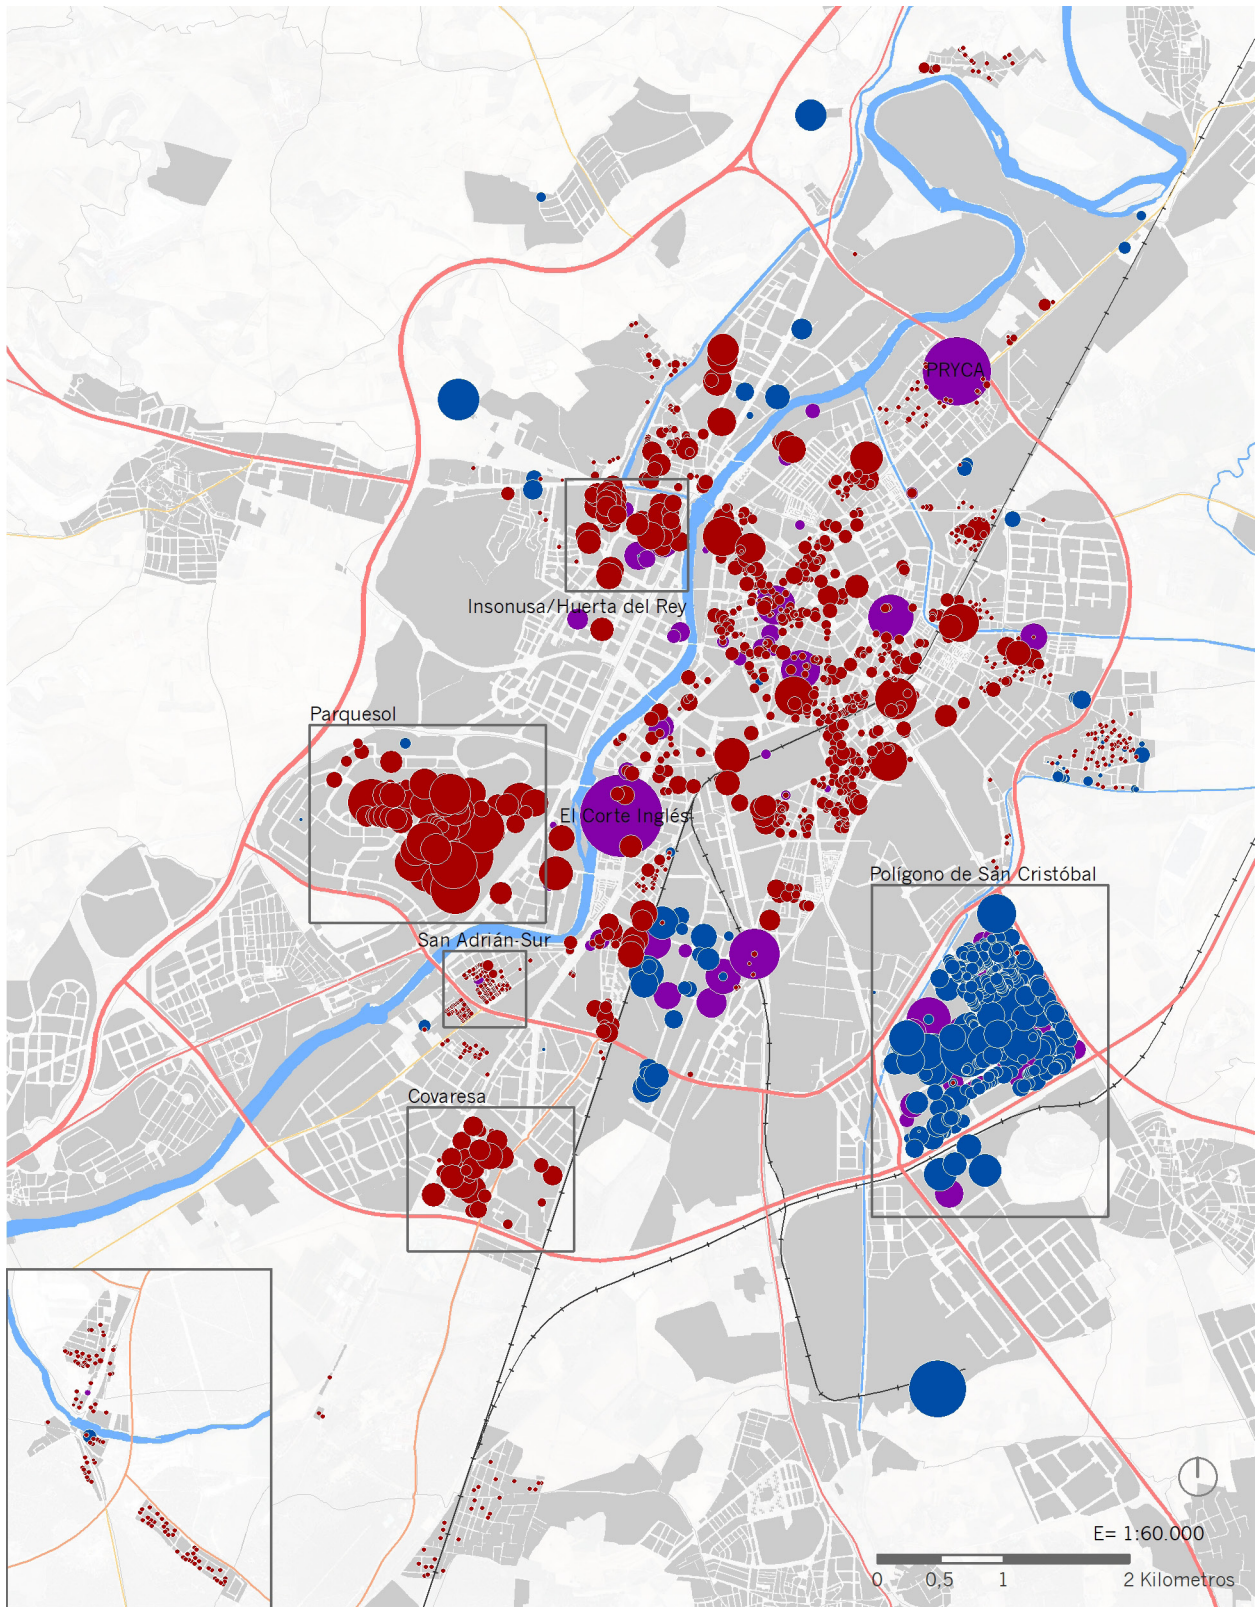 PRYCA
Insonusa/Huerta del Rey
Parquesol
El Corte Inglés
Polígono de San Cristóbal
San Adrián-Sur
Covaresa
E= 1:60.000
0 0,5 1 2 Kilometros